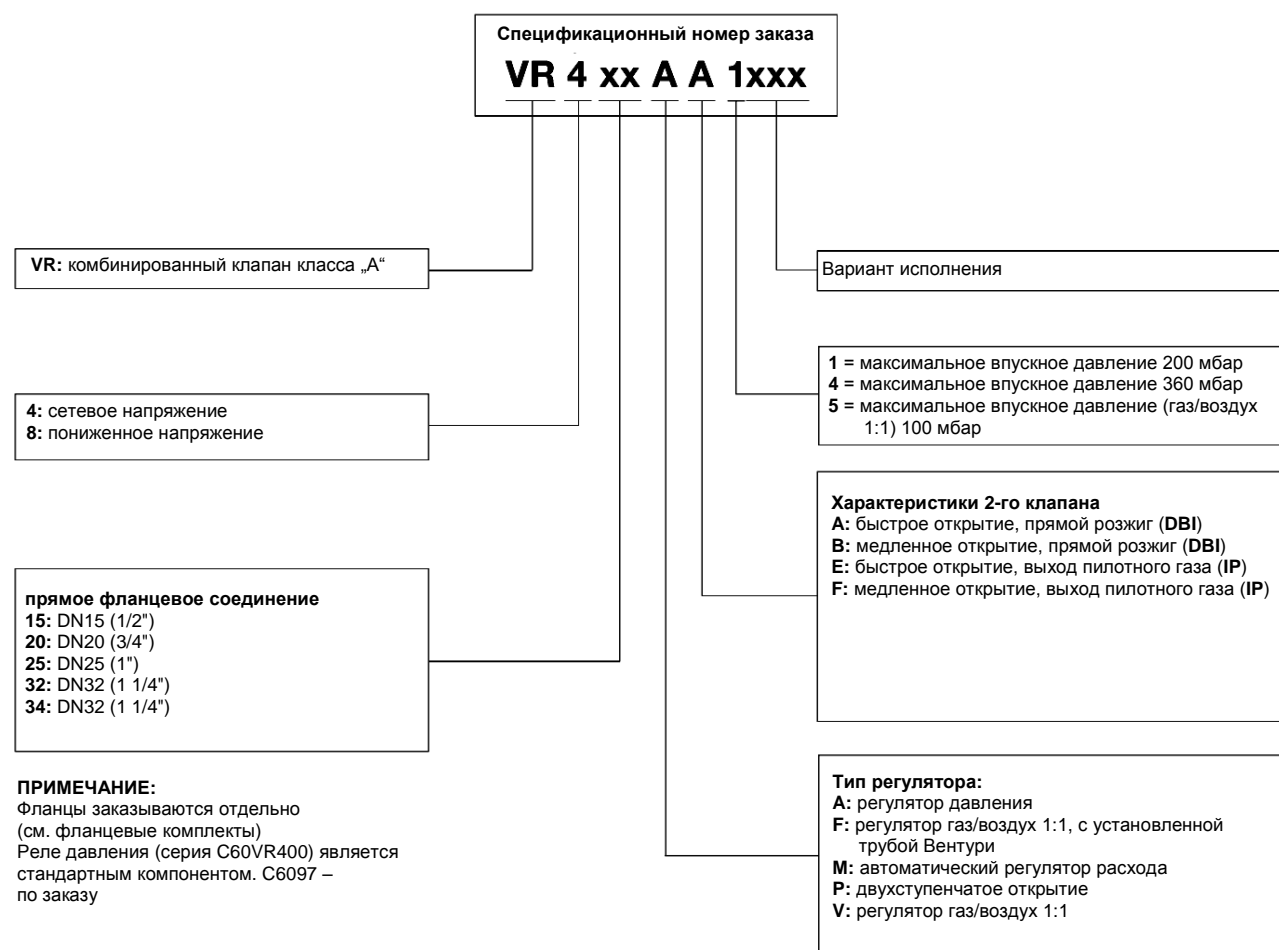 Спецификационный номер заказа
VR 4 xx A A 1xxx
VR: комбинированный клапан класса „А“
4: сетевое напряжение
8: пониженное напряжение
прямое фланцевое соединение
15: DN15 (1/2")
20: DN20 (3/4")
25: DN25 (1")
32: DN32 (1 1/4")
34: DN32 (1 1/4")
ПРИМЕЧАНИЕ:
Фланцы заказываются отдельно
(см. фланцевые комплекты)
Реле давления (серия C60VR400) является
стандартным компонентом. C6097 –
по заказу
Вариант исполнения
1 = максимальное впускное давление 200 мбар
4 = максимальное впускное давление 360 мбар
5 = максимальное впускное давление (газ/воздух
1:1) 100 мбар
Характеристики 2-го клапана
A: быстрое открытие, прямой розжиг (DBI)
B: медленное открытие, прямой розжиг (DBI)
E: быстрое открытие, выход пилотного газа (IP)
F: медленное открытие, выход пилотного газа (IP)
Тип регулятора:
A: регулятор давления
F: регулятор газ/воздух 1:1, с установленной
трубой Вентури
M: автоматический регулятор расхода
P: двухступенчатое открытие
V: регулятор газ/воздух 1:1